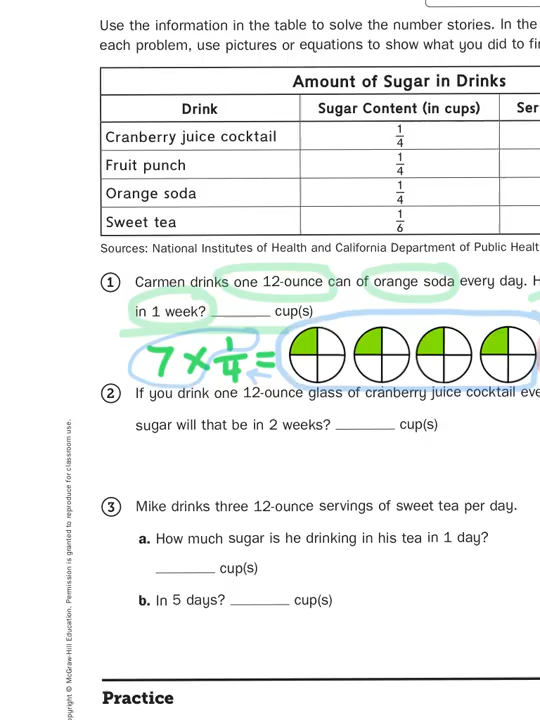 Use the information in the table to solve the number stories. In the
each problem, use pictures or equations to show what you did to
Amount of Sugar in Drinks
Drink Sugar Content (in cups)
Cranberry juice cocktail 1/4
Fruit punch 1/4
Orange soda 1/4
Sweet tea 1/6
Sources: National Institutes of Health and California Department of Public
1 Carmen drinks one 12-ounce can of orange soda every day.
in 1 week? ________ cup(s)
7 × 1/4 =
2 If you drink one 12-ounce glass of cranberry juice cocktail
sugar will that be in 2 weeks? ________ cup(s)
3 Mike drinks three 12-ounce servings of sweet tea per day.
a. How much sugar is he drinking in his tea in 1 day?
________ cup(s)
b. In 5 days? ________ cup(s)
Practice
© McGraw-Hill Education. Permission is granted to reproduce for classroom use.